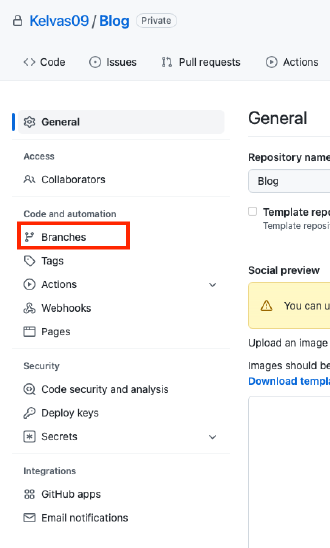 Kelvas09 / Blog Private
Code Issues Pull requests Actions
General
Access
Collaborators
Code and automation
Branches
Tags
Actions
Webhooks
Pages
Security
Code security and analysis
Deploy keys
Secrets
Integrations
GitHub apps
Email notifications
General
Repository name
Blog
Template repo
Template reposit
Social preview
You can u
Upload an image
Images should be
Download templa